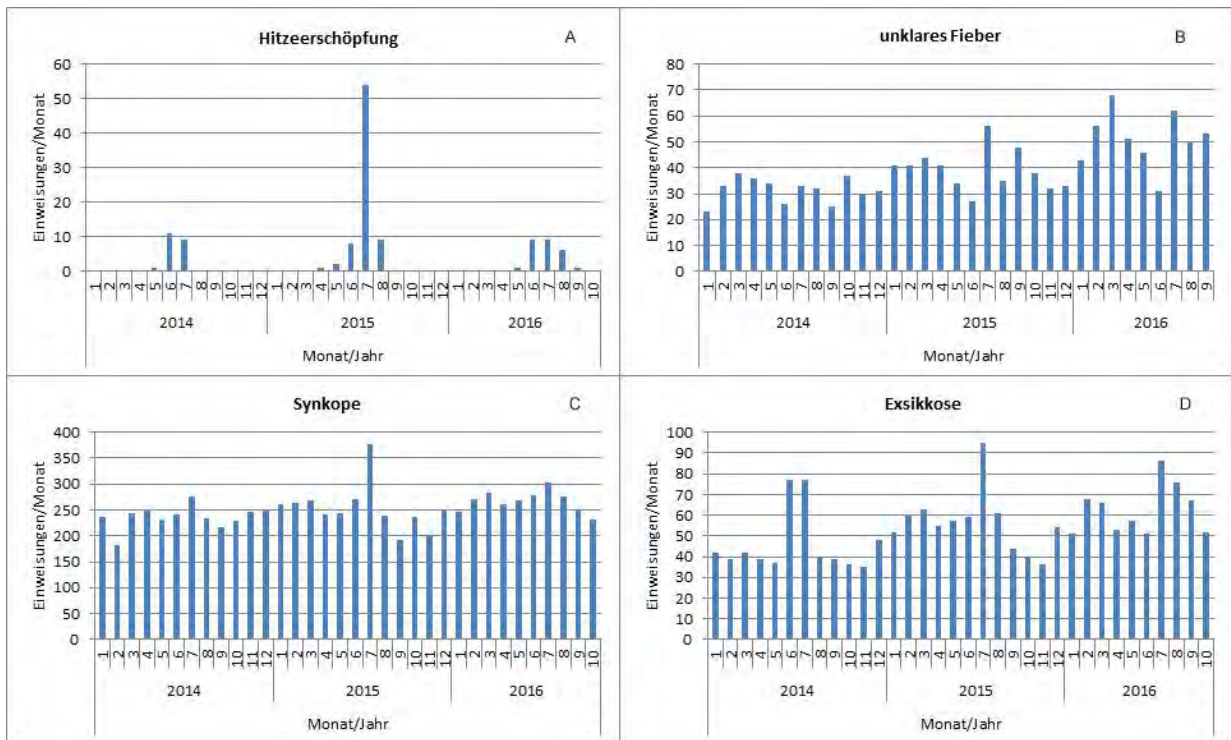 Hitzeerschöpfung A
60
50
40
30
20
10
0
Einweisungen/Monat
1 2 3 4 5 6 7 8 9 10 11 12 1 2 3 4 5 6 7 8 9 10 11 12 1 2 3 4 5 6 7 8 9 10
2014 2015 2016
Monat/Jahr
unklares Fieber B
80
70
60
50
40
30
20
10
0
Einweisungen/Monat
1 2 3 4 5 6 7 8 9 10 11 12 1 2 3 4 5 6 7 8 9 10 11 12 1 2 3 4 5 6 7 8 9
2014 2015 2016
Monat/Jahr
Synkope C
400
350
300
250
200
150
100
50
0
Einweisungen/Monat
1 2 3 4 5 6 7 8 9 10 11 12 1 2 3 4 5 6 7 8 9 10 11 12 1 2 3 4 5 6 7 8 9 10
2014 2015 2016
Monat/Jahr
Exsikkose D
100
90
80
70
60
50
40
30
20
10
0
Einweisungen/Monat
1 2 3 4 5 6 7 8 9 10 11 12 1 2 3 4 5 6 7 8 9 10 11 12 1 2 3 4 5 6 7 8 9 10
2014 2015 2016
Monat/Jahr